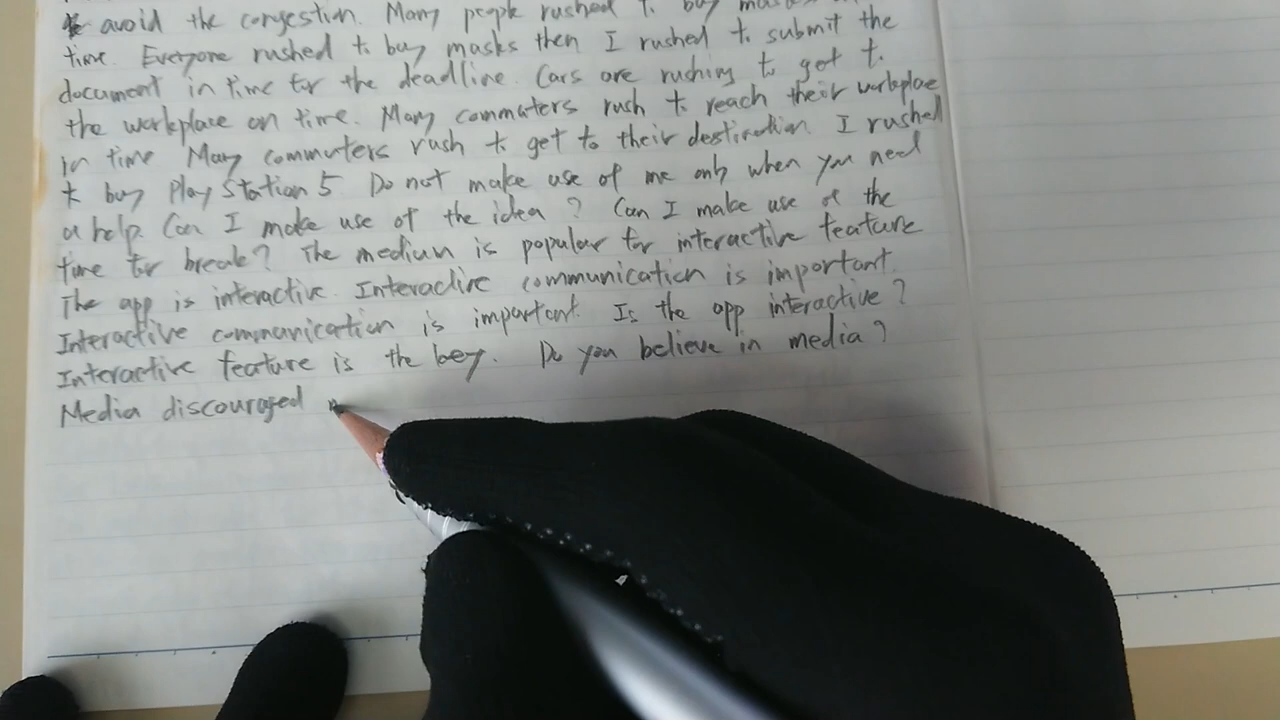 avoid the congestion. Many people rushed to buy
time. Everyone rushed to buy masks then I rushed to submit the
document in time for the deadline. Cars are rushing to get to
the workplace on time. Many commuters rush to reach their workplace
in time Many commuters rush to get to their destination I rushed
to buy PlayStation 5 Do not make use of me only when you need
a help. Can I make use of the idea? Can I make use of the
time for break? The medium is popular for interactive feature
The app is interactive. Interactive communication is important.
Interactive communication is important. Is the app interactive?
Interactive feature is the key. Do you believe in media?
Media discouraged